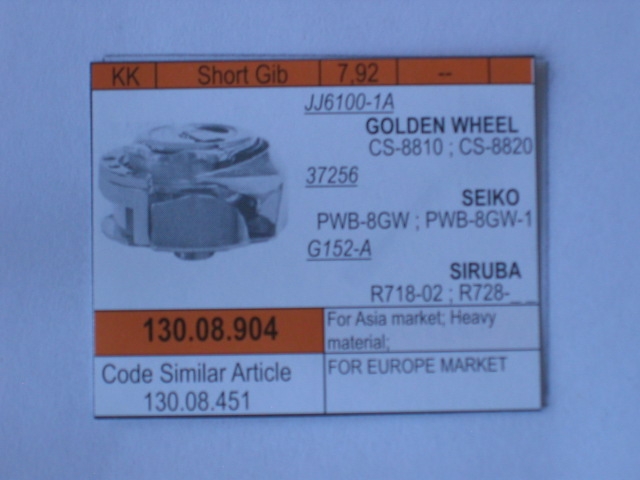 KK Short Gib 7,92 --
JJ6100-1A
GOLDEN WHEEL
CS-8810 ; CS-8820
37256
SEIKO
PWB-8GW ; PWB-8GW-1
G152-A
SIRUBA
R718-02 ; R728-_ _
130.08.904
For Asia market; Heavy
material;
Code Similar Article
130.08.451
FOR EUROPE MARKET